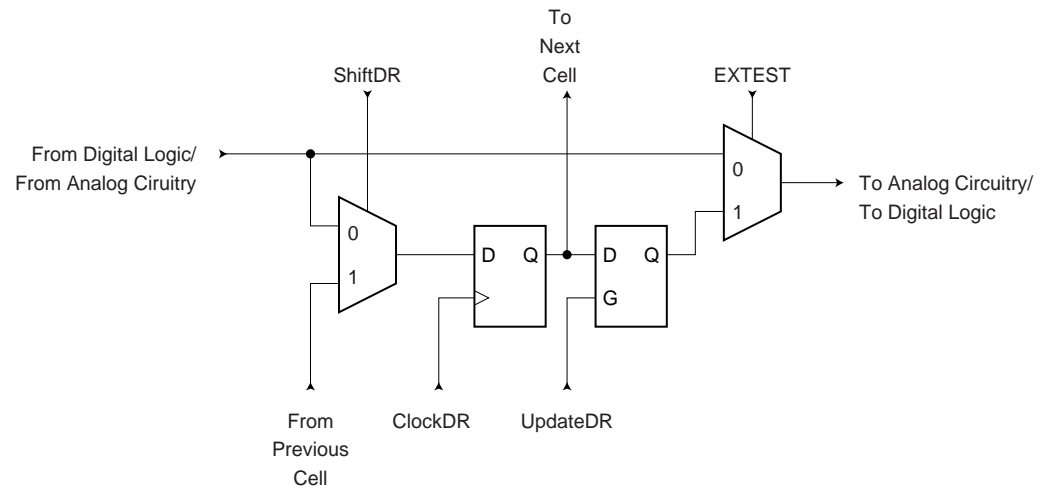 To
Next
Cell
ShiftDR
EXTEST
From Digital Logic/
From Analog Ciruitry
0
1
To Analog Circuitry/
To Digital Logic
0
1
D Q
D Q
G
From
Previous
Cell
ClockDR
UpdateDR